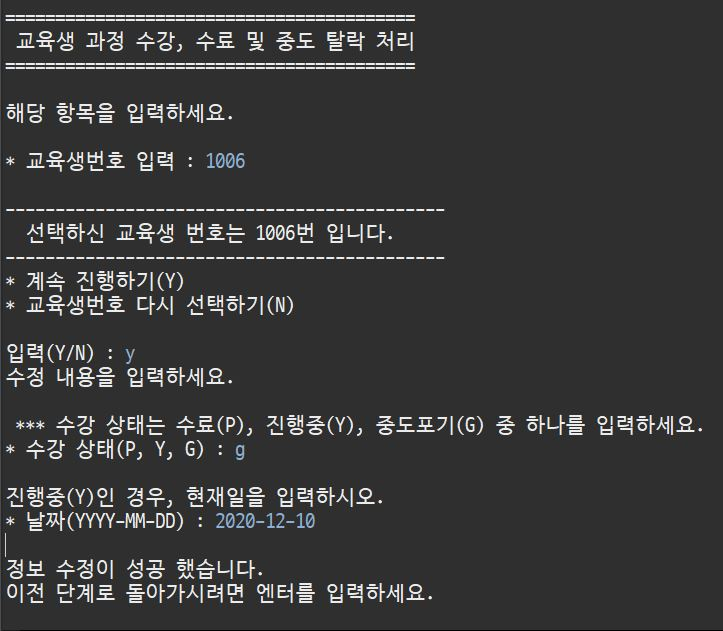 =========================================
교육생 과정 수강, 수료 및 중도 탈락 처리
=========================================
해당 항목을 입력하세요.
* 교육생번호 입력 : 1006
--------------------------------------------
선택하신 교육생 번호는 1006번 입니다.
--------------------------------------------
* 계속 진행하기(Y)
* 교육생번호 다시 선택하기(N)
입력(Y/N) : y
수정 내용을 입력하세요.
*** 수강 상태는 수료(P), 진행중(Y), 중도포기(G) 중 하나를 입력하세요.
* 수강 상태(P, Y, G) : g
진행중(Y)인 경우, 현재일을 입력하시오.
* 날짜(YYYY-MM-DD) : 2020-12-10
정보 수정이 성공 했습니다.
이전 단계로 돌아가시려면 엔터를 입력하세요.